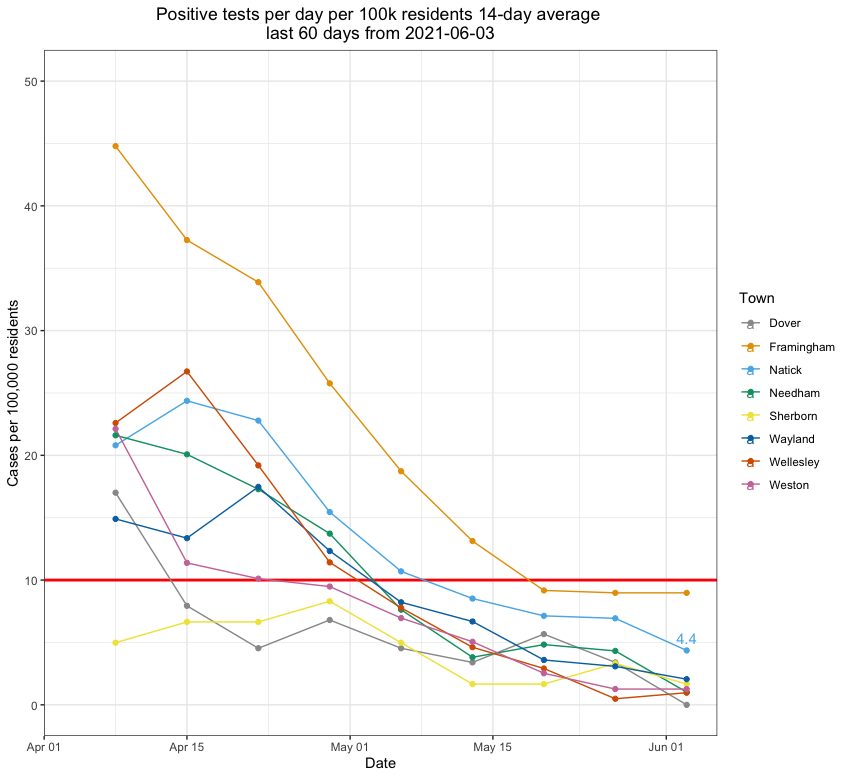 Positive tests per day per 100k residents 14-day average
last 60 days from 2021-06-03
50
40
30
20
10
0
Cases per 100,000 residents
4.4
Apr 01
Apr 15
May 01
May 15
Jun 01
Date
Town
a Dover
a Framingham
a Natick
a Needham
a Sherborn
a Wayland
a Wellesley
a Weston